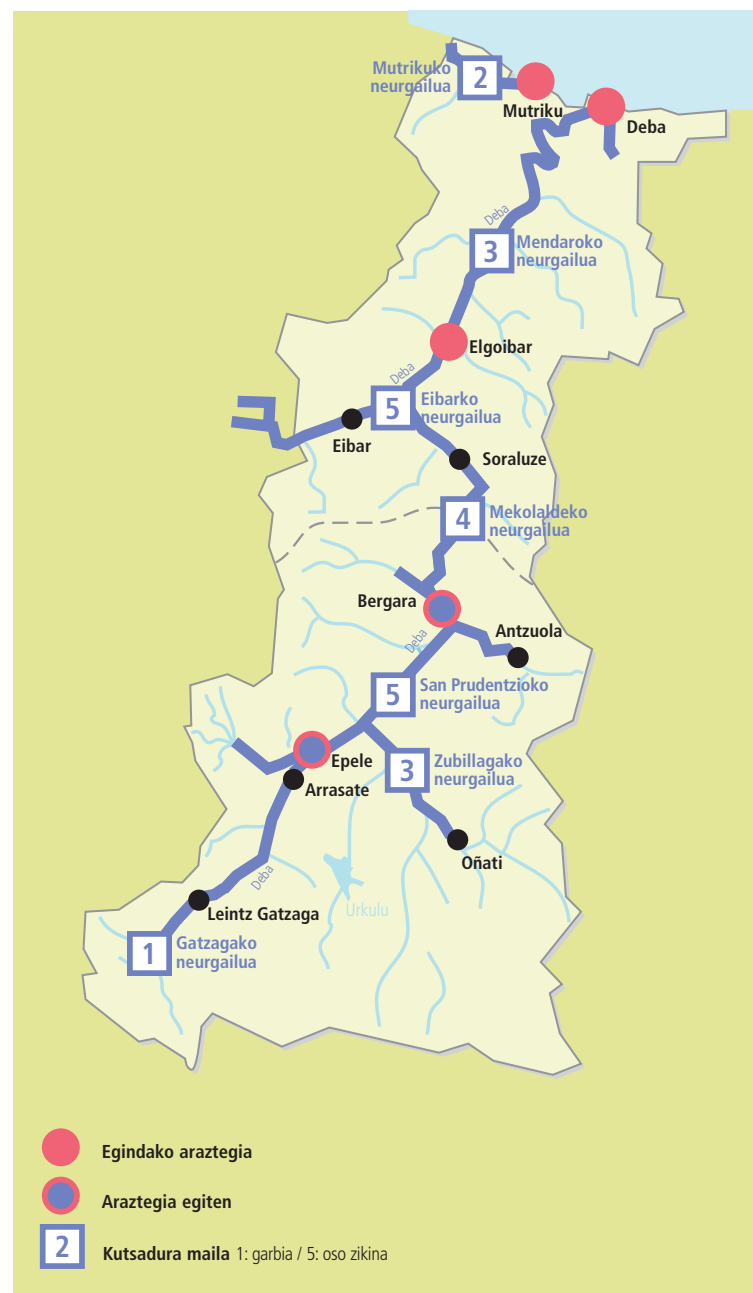 Mutrikuko
neurgailua
2
Mutriku
Deba
Deba
3
Mendaroko
neurgailua
Elgoibar
Deba
5
Eibarko
neurgailua
Eibar
Soraluze
4
Mekolaldeko
neurgailua
Bergara
Antzuola
Deba
5
San Prudentzioko
neurgailua
Epele
Arrasate
3
Zubillagako
neurgailua
Oñati
Deba
Urkulu
Leintz Gatzaga
1
Gatzagako
neurgailua
Egindako araztegia
Araztegia egiten
2
Kutsadura maila 1: garbia / 5: oso zikina